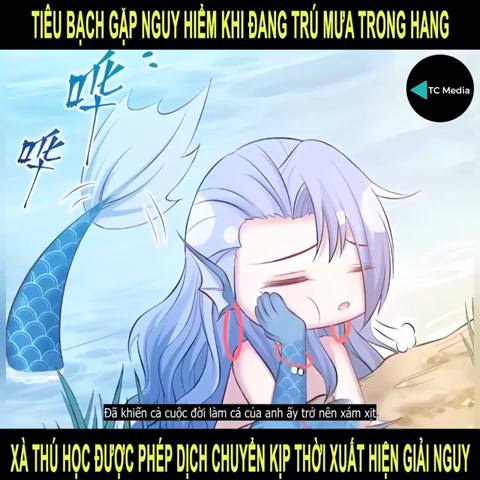 TIÊU BẠCH GẶP NGUY HIỂM KHI ĐANG TRÚ MƯA TRONG HANG
TC Media
哗
哗
Đã khiến cả cuộc đời làm cá của anh ấy trở nên xám xịt
XÀ THÚ HỌC ĐƯỢC PHÉP DỊCH CHUYỂN KỊP THỜI XUẤT HIỆN GIẢI NGUY